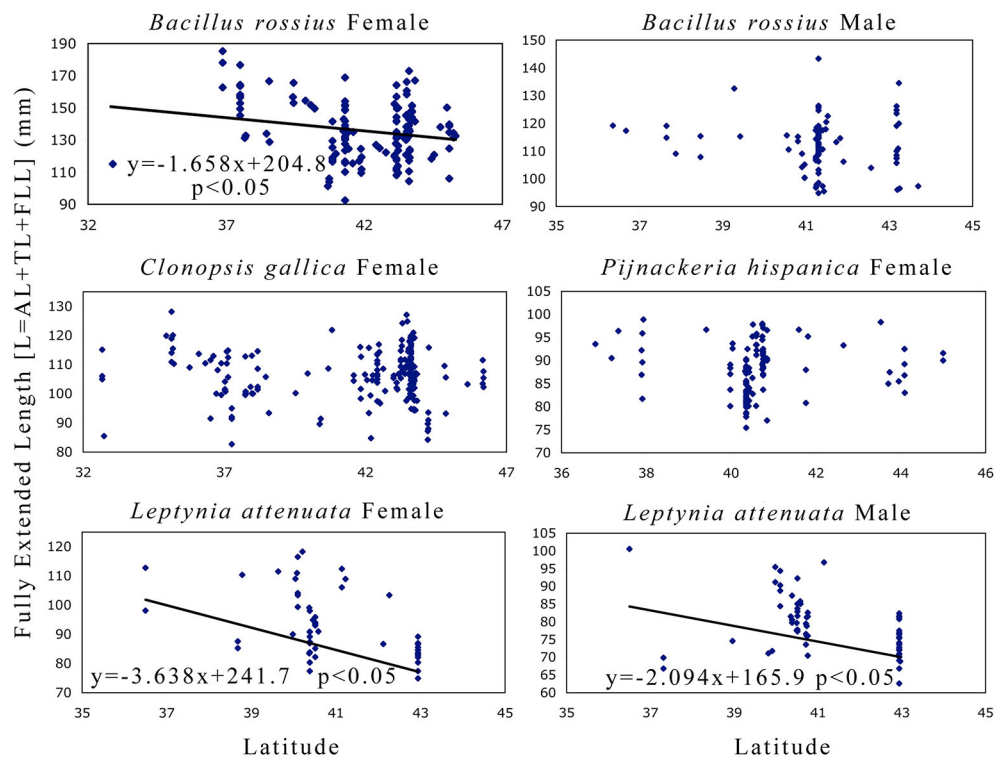 Bacillus rossius Female
190
170
150
130
110
90
y=-1.658x+204.8
p<0.05
32 37 42 47
Bacillus rossius Male
150
140
130
120
110
100
90
35 37 39 41 43 45
Fully Extended Length [L=AL+TL+FLL] (mm)
Clonopsis gallica Female
130
120
110
100
90
80
32 37 42 47
Pijnackeria hispanica Female
105
100
95
90
85
80
75
70
36 38 40 42 44 46
Leptynia attenuata Female
120
110
100
90
80
70
y=-3.638x+241.7 p<0.05
35 37 39 41 43 45
Latitude
Leptynia attenuata Male
105
100
95
90
85
80
75
70
65
60
y=-2.094x+165.9 p<0.05
35 37 39 41 43 45
Latitude